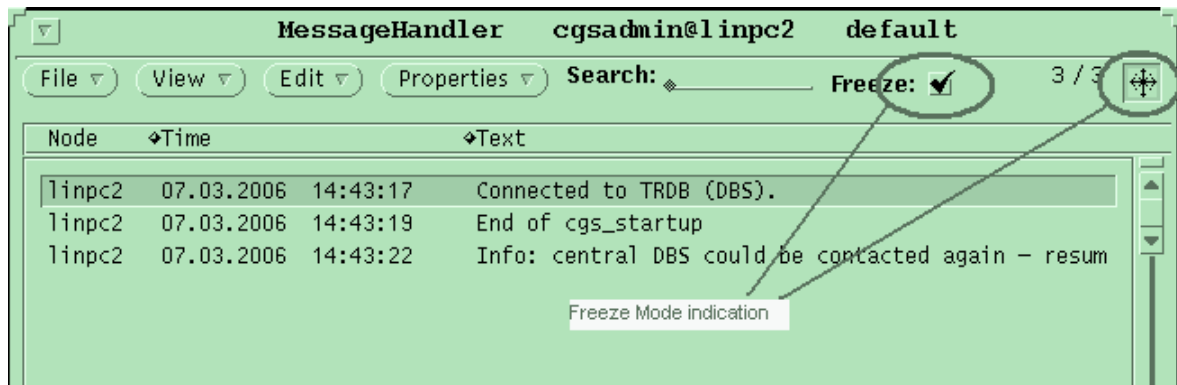 MessageHandler cgsadmin@linpc2 default
File View Edit Properties Search: Freeze: 3 / 3
Node Time Text
linpc2 07.03.2006 14:43:17 Connected to TRDB (DBS).
linpc2 07.03.2006 14:43:19 End of cgs_startup
linpc2 07.03.2006 14:43:22 Info: central DBS could be contacted again – resum
Freeze Mode indication